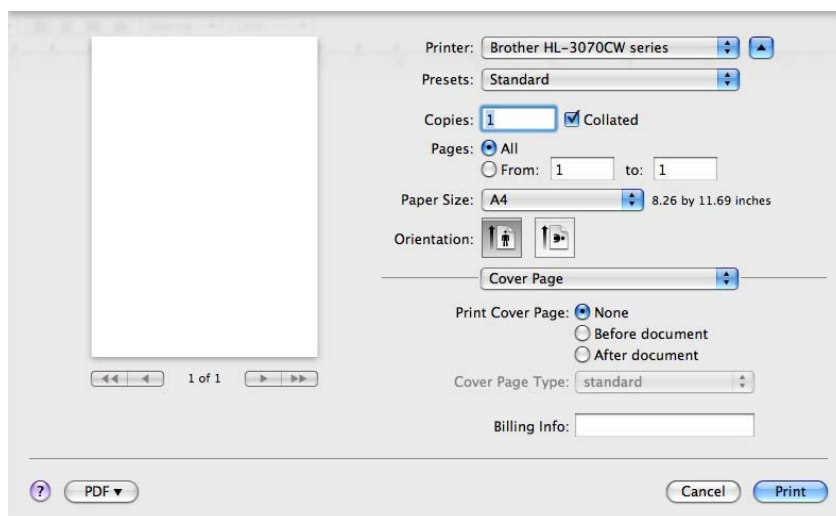 Printer: Brother HL-3070CW series
Presets: Standard
Copies: 1 Collated
Pages: All
From: 1 to: 1
Paper Size: A4 8.26 by 11.69 inches
Orientation:
Cover Page
Print Cover Page: None
Before document
After document
1 of 1
Cover Page Type: standard
Billing Info:
? PDF▼ Cancel Print